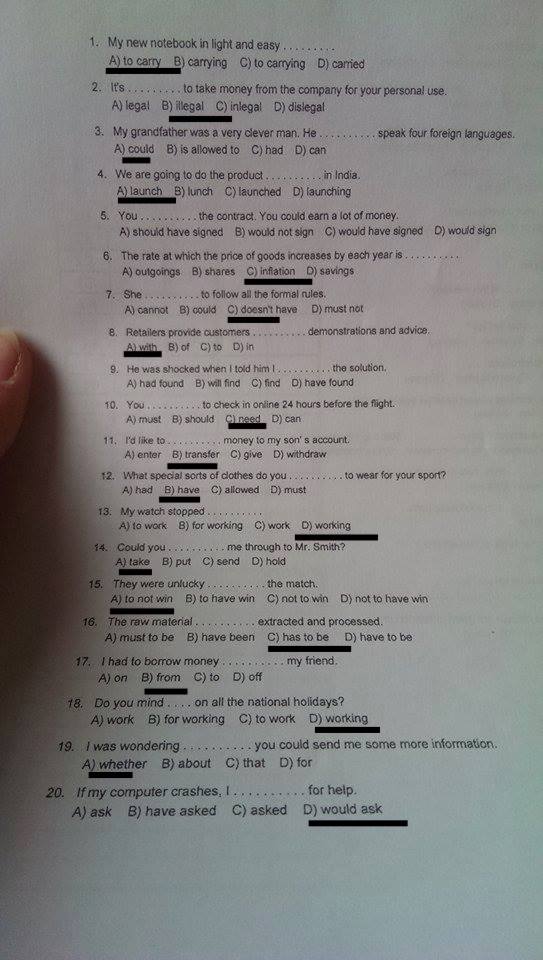 1. My new notebook in light and easy . . . . . . . . .
A) to carry B) carrying C) to carrying D) carried
2. It's . . . . . . . . . to take money from the company for your personal use.
A) legal B) illegal C) inlegal D) dislegal
3. My grandfather was a very clever man. He . . . . . . . . . . speak four foreign languages.
A) could B) is allowed to C) had D) can
4. We are going to do the product . . . . . . . . . . in India.
A) launch B) lunch C) launched D) launching
5. You . . . . . . . . . . the contract. You could earn a lot of money.
A) should have signed B) would not sign C) would have signed D) would sign
6. The rate at which the price of goods increases by each year is . . . . . . . . . .
A) outgoings B) shares C) inflation D) savings
7. She . . . . . . . . . . to follow all the formal rules.
A) cannot B) could C) doesn't have D) must not
8. Retailers provide customers . . . . . . . . . . demonstrations and advice.
A) with B) of C) to D) in
9. He was shocked when I told him I . . . . . . . . . . the solution.
A) had found B) will find C) find D) have found
10. You . . . . . . . . . . to check in online 24 hours before the flight.
A) must B) should C) need D) can
11. I'd like to . . . . . . . . . . money to my son's account.
A) enter B) transfer C) give D) withdraw
12. What special sorts of clothes do you . . . . . . . . . . to wear for your sport?
A) had B) have C) allowed D) must
13. My watch stopped . . . . . . . . . .
A) to work B) for working C) work D) working
14. Could you . . . . . . . . . . me through to Mr. Smith?
A) take B) put C) send D) hold
15. They were unlucky . . . . . . . . . . the match.
A) to not win B) to have win C) not to win D) not to have win
16. The raw material . . . . . . . . . . extracted and processed.
A) must to be B) have been C) has to be D) have to be
17. I had to borrow money . . . . . . . . . . my friend.
A) on B) from C) to D) off
18. Do you mind . . . . on all the national holidays?
A) work B) for working C) to work D) working
19. I was wondering . . . . . . . . . . you could send me some more information.
A) whether B) about C) that D) for
20. If my computer crashes, I . . . . . . . . . . for help.
A) ask B) have asked C) asked D) would ask